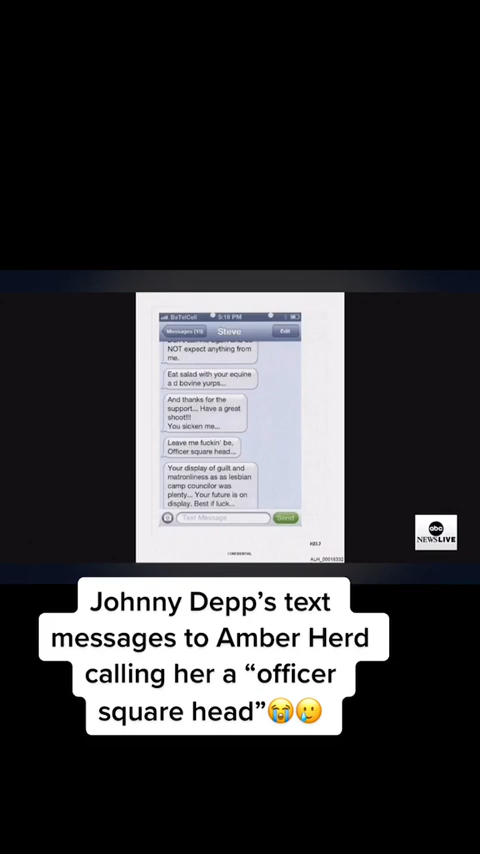 BaTelCell 5:18 PM
Messages (10) Steve Edit
NOT expect anything from
me.
Eat salad with your equine
a d bovine yurps...
And thanks for the
support... Have a great
shoot!!!
You sicken me...
Leave me fuckin' be,
Officer square head...
Your display of guilt and
matronliness as as lesbian
camp councilor was
plenty... Your future is on
display. Best if luck...
Text Message Send
CONFIDENTIAL
ALH_00018332
abc
NEWSLIVE
Johnny Depp's text
messages to Amber Herd
calling her a “officer
square head”😭🥲